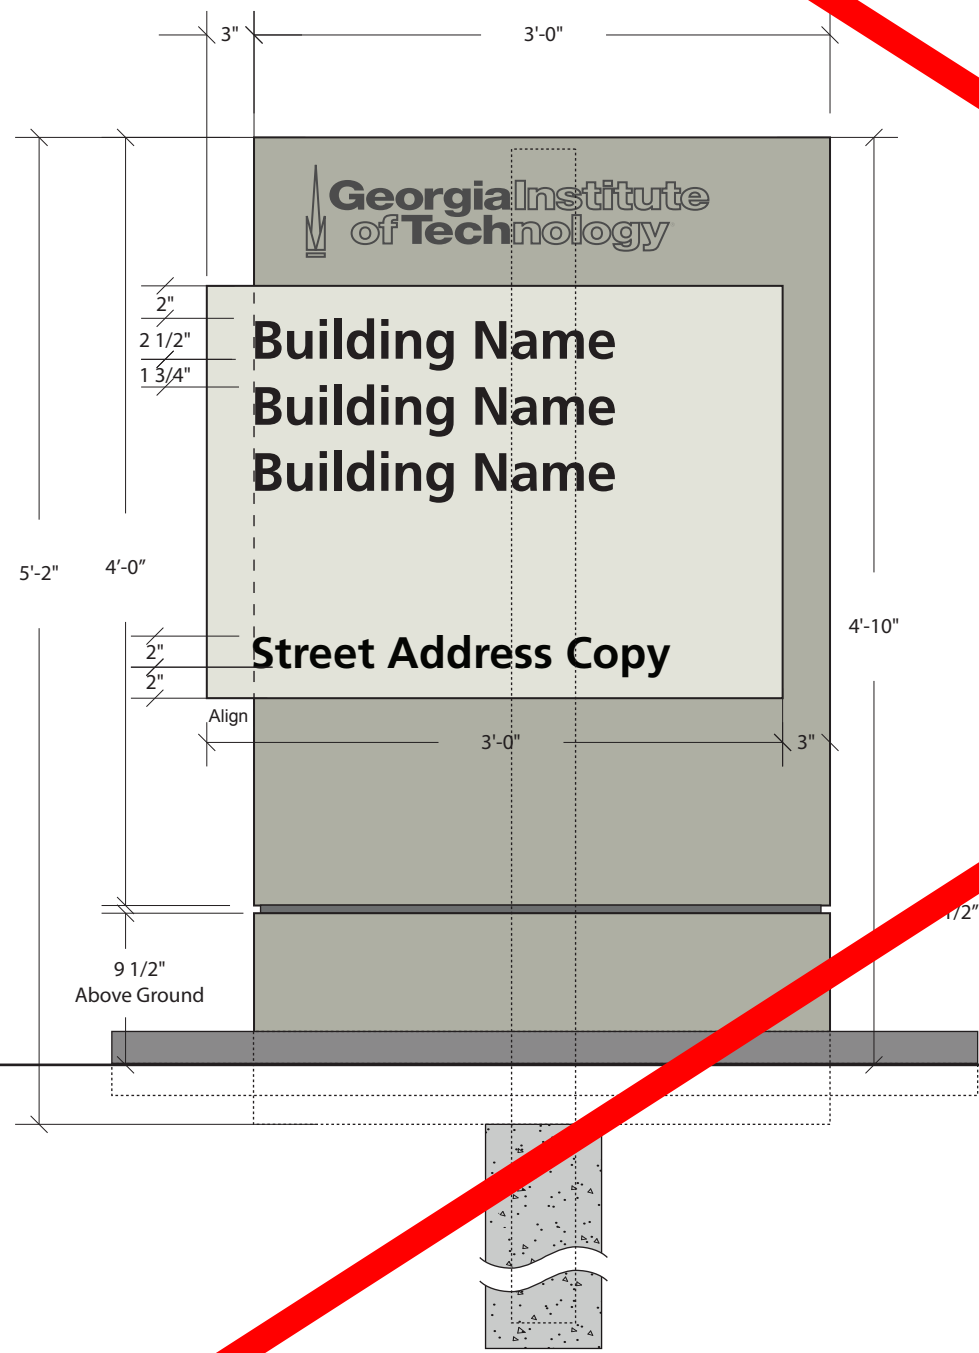 3" 3'-0"
Georgia Institute
of Technology
2"
2 1/2"
1 3/4"
Building Name
Building Name
Building Name
5'-2"
4’-0”
4'-10"
2"
2"
Street Address Copy
Align
3'-0" 3"
1/2”
9 1/2"
Above Ground